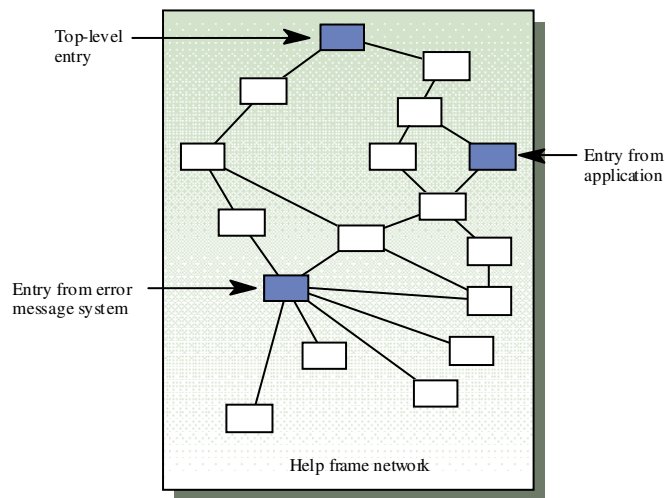 Top-level
entry
Entry from
application
Entry from error
message system
Help frame network